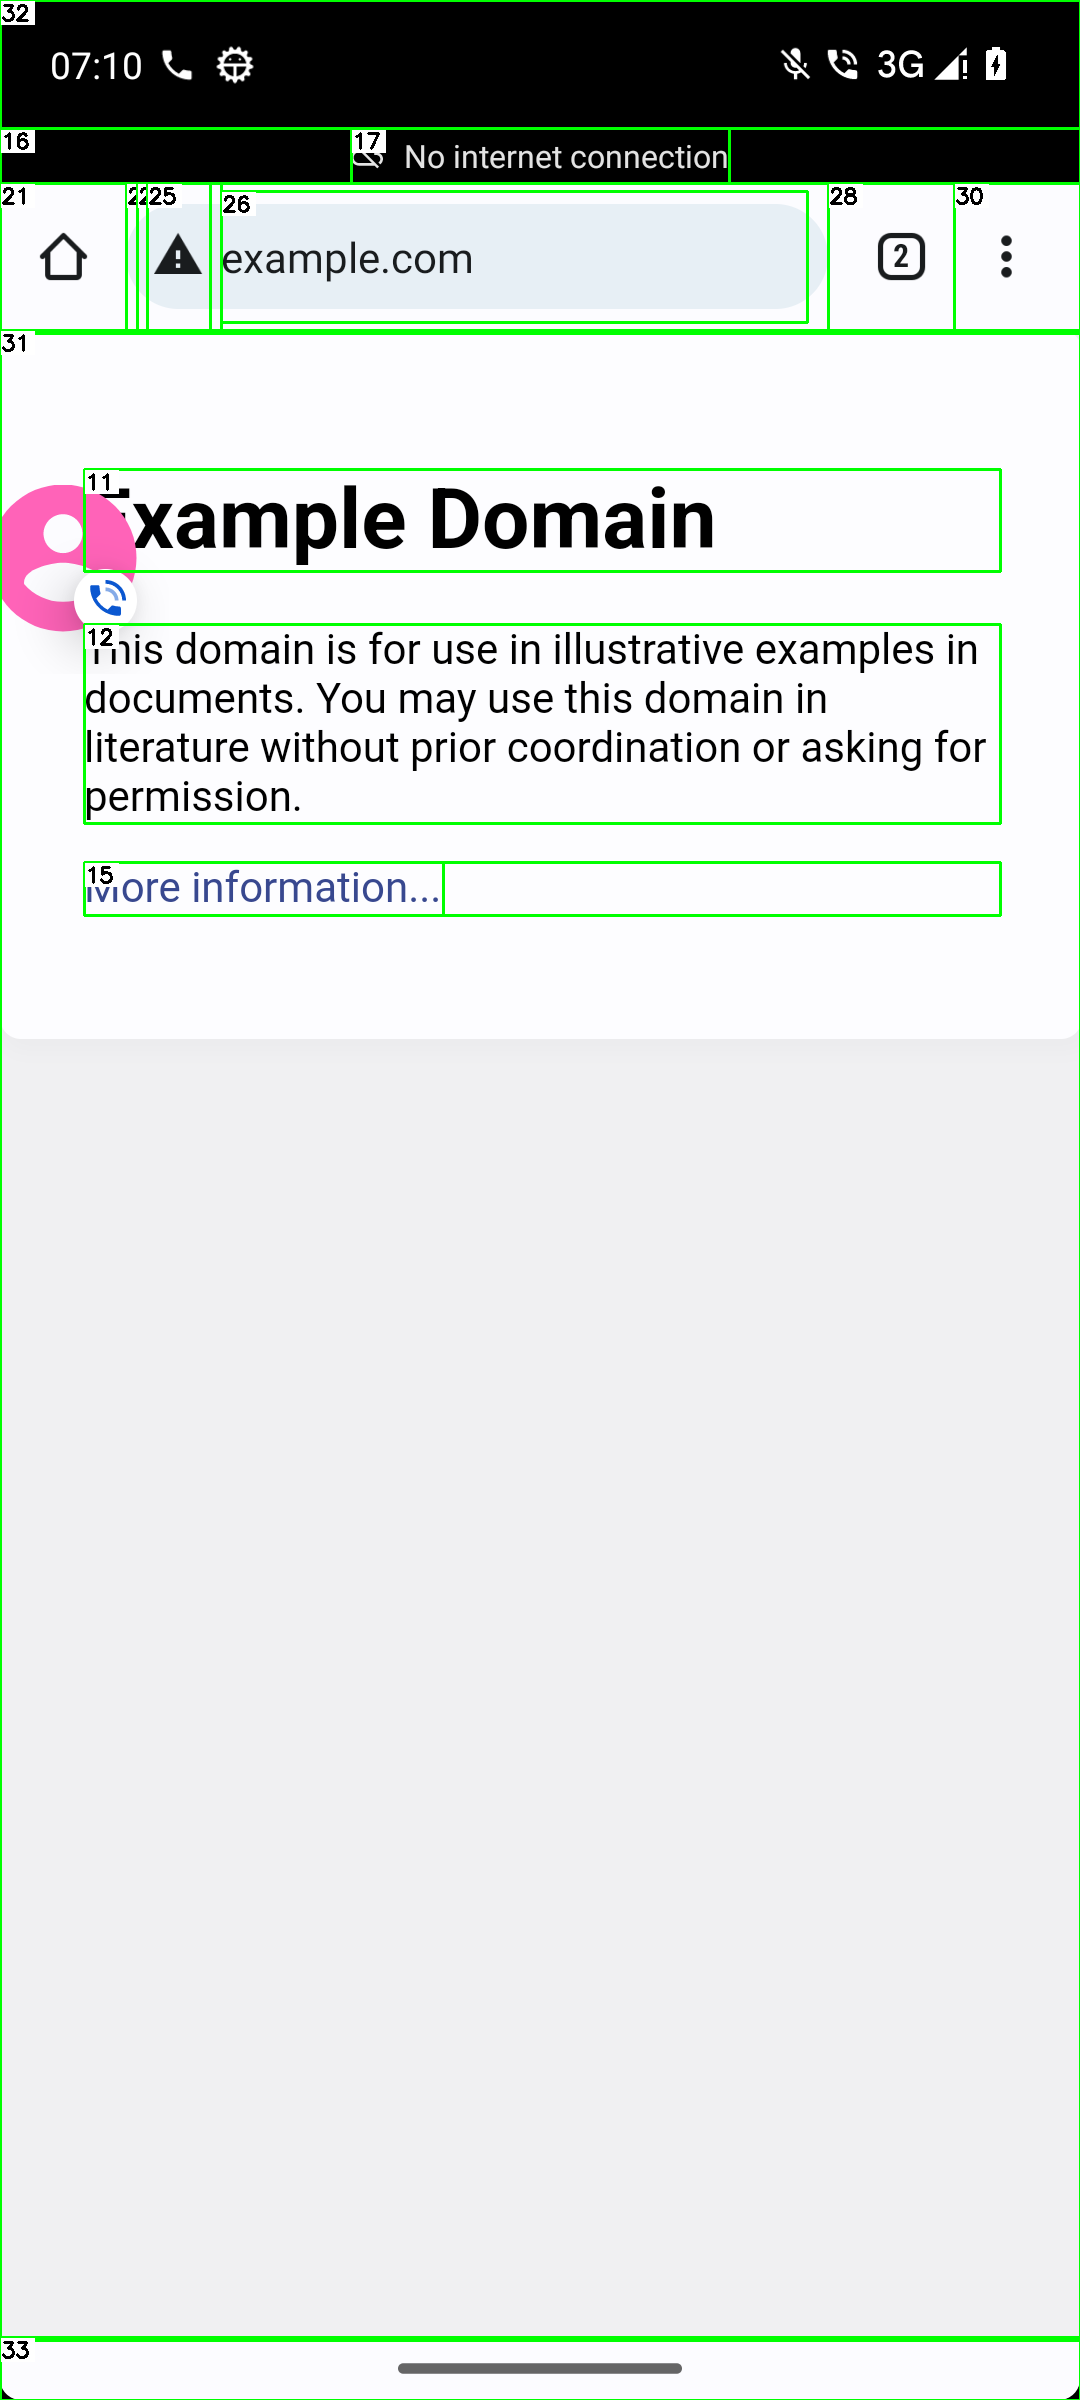 32
07:10
3G
16
17
No internet connection
21
22
25
26
example.com
28
2
30
31
11
Example Domain
12
This domain is for use in illustrative examples in
documents. You may use this domain in
literature without prior coordination or asking for
permission.
15
More information...
33